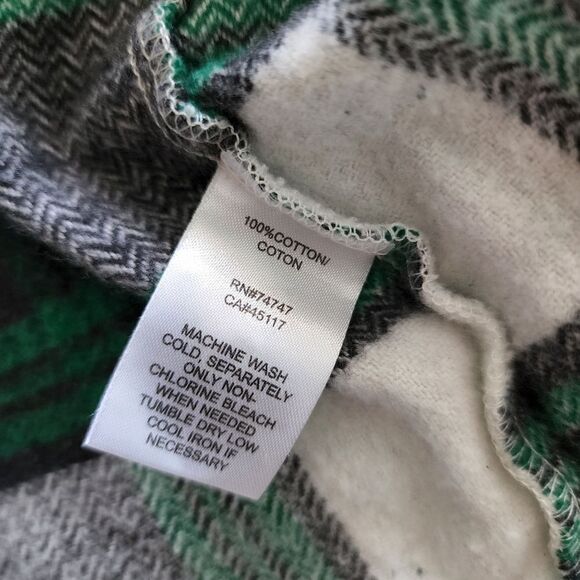 100%COTTON/
COTON
RN#74747
CA#45117
MACHINE WASH
COLD, SEPARATELY
ONLY NON-
CHLORINE BLEACH
WHEN NEEDED
TUMBLE DRY LOW
COOL IRON IF
NECESSARY